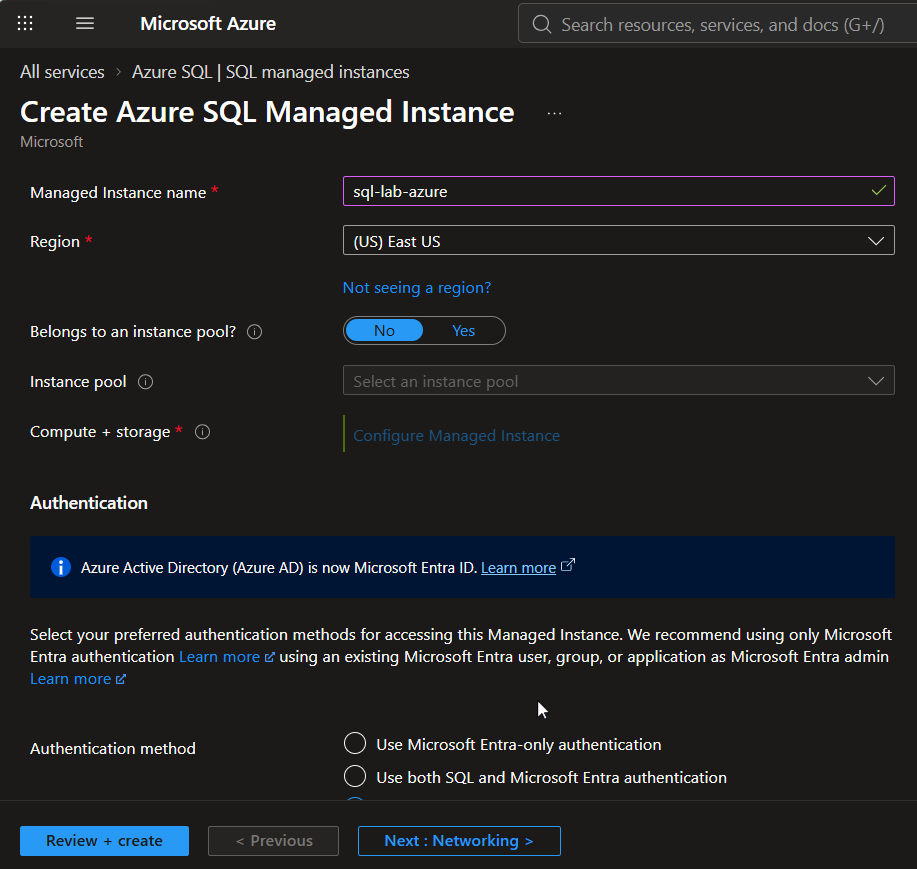 Microsoft Azure
Search resources, services, and docs (G+/)
All services > Azure SQL | SQL managed instances
Create Azure SQL Managed Instance ...
Microsoft
Managed Instance name *
sql-lab-azure
Region *
(US) East US
Not seeing a region?
Belongs to an instance pool?
No Yes
Instance pool
Select an instance pool
Compute + storage *
Configure Managed Instance
Authentication
Azure Active Directory (Azure AD) is now Microsoft Entra ID. Learn more
Select your preferred authentication methods for accessing this Managed Instance. We recommend using only Microsoft
Entra authentication Learn more using an existing Microsoft Entra user, group, or application as Microsoft Entra admin
Learn more
Authentication method
Use Microsoft Entra-only authentication
Use both SQL and Microsoft Entra authentication
Review + create
< Previous
Next : Networking >